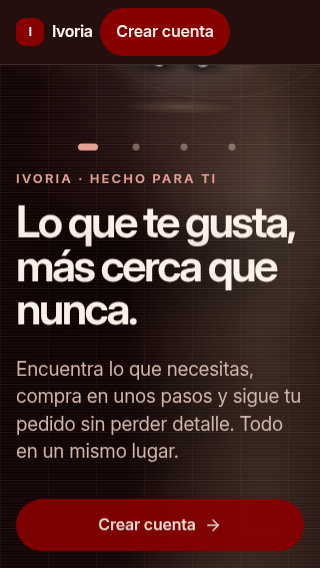 I Ivoria Crear cuenta
IVORIA · HECHO PARA TI
Lo que te gusta,
más cerca que
nunca.
Encuentra lo que necesitas,
compra en unos pasos y sigue tu
pedido sin perder detalle. Todo
en un mismo lugar.
Crear cuenta →